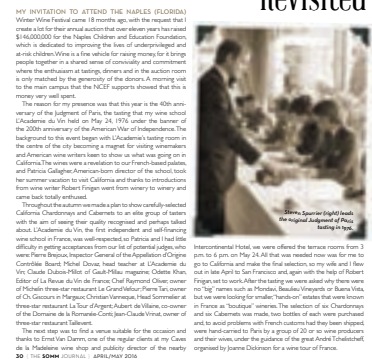 Revisited
MY INVITATION TO ATTEND THE NAPLES (FLORIDA)
Winter Wine Festival came 18 months ago, with the request that I
create a lot for their annual auction that over eleven years has raised
$146,000,000 for the Naples Children and Education Foundation,
which is dedicated to improving the lives of underprivileged and
at-risk children. Wine is a fine vehicle for raising money, for it brings
people together in a shared sense of conviviality and commitment
where the enthusiasm at tastings, dinners and in the auction room
is only matched by the generosity of the donors. A morning visit
to the main campus that the NCEF supports showed that this is
money very well spent.
The reason for my presence was that this year is the 40th anni-
versary of the Judgment of Paris, the tasting that my wine school
L'Academie du Vin held on May 24, 1976 under the banner of
the 200th anniversary of the American War of Independence. The
background to this event began with L'Academie's tasting room in
the centre of the city becoming a magnet for visiting winemakers
and American wine writers keen to show us what was going on in
California. The wines were a revelation to our French-based palates,
and Patricia Gallagher, American-born director of the school, took
her summer vacation to visit California and thanks to introductions
from wine writer Robert Finigan went from winery to winery and
came back totally enthused.
Throughout the autumn we made a plan to show carefully-selected
California Chardonnays and Cabernets to an elite group of tasters
with the aim of seeing their quality recognised and perhaps talked
about. L'Academie du Vin, the first independent and self-financing
wine school in France, was well-respected, so Patricia and I had little
difficulty in getting acceptances from our list of potential judges, who
were: Pierre Brejoux, Inspector General of the Appellation d'Origine
Contrôlée Board; Michel Dovaz, head teacher at L'Academie du
Vin; Claude Dubois-Millot of Gault-Millau magazine; Odette Kahn,
Editor of La Revue du Vin de France; Chef Raymond Oliver, owner
of Michelin three-star restaurant Le Grand Véfour; Pierre Tari, owner
of Ch. Giscours in Margaux; Christian Vanneque, Head Sommelier at
three-star restaurant La Tour d'Argent; Aubert de Villaine, co-owner
of the Domaine de la Romanée-Conti; Jean-Claude Vrinat, owner of
three-star restaurant Taillevent.
The next step was to find a venue suitable for the occasion and
thanks to Ernst Van Damm, one of the regular clients at my Caves
de la Madeleine wine shop and publicity director of the nearby
30 | THE SOMM JOURNAL | APRIL/MAY 2016
Steven Spurrier (right) leads
the original Judgment of Paris
tasting in 1976.
Intercontinental Hotel, we were offered the terrace room from 3
p.m. to 6 p.m. on May 24. All that was needed now was for me to
go to California and make the final selection, so my wife and I flew
out in late April to San Francisco and, again with the help of Robert
Finigan, set to work. After the tasting we were asked why there were
no "big" names such as Mondavi, Beaulieu Vineyards or Buena Vista,
but we were looking for smaller, "hands-on" estates that were known
in France as "boutique" wineries. The selection of six Chardonnays
and six Cabernets was made, two bottles of each were purchased
and, to avoid problems with French customs had they been shipped,
were hand-carried to Paris by a group of 20 or so wine producers
and their wives, under the guidance of the great André Tchelistcheff,
organised by Joanne Dickinson for a wine tour of France.